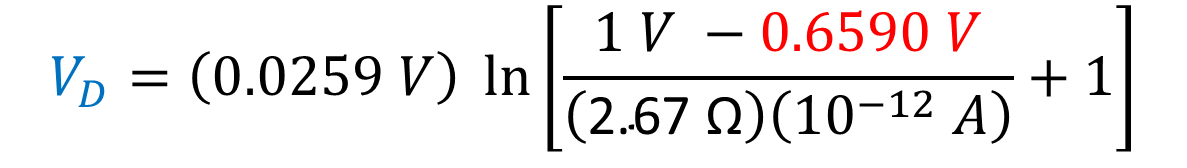 V_D = (0.0259 V) ln [ (1 V − 0.6590 V) / ((2..67 Ω)(10^−12 A)) + 1 ]